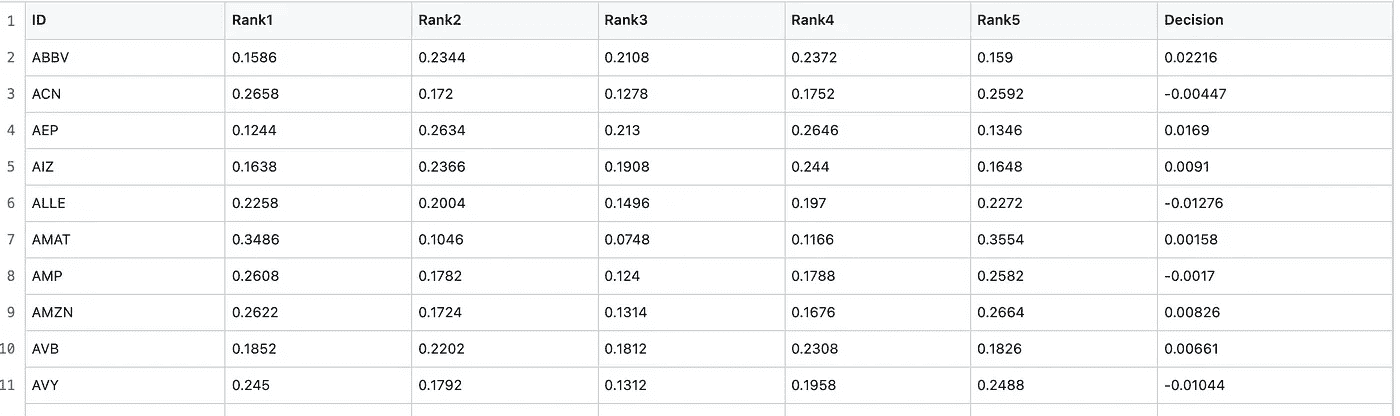 1 ID Rank1 Rank2 Rank3 Rank4 Rank5 Decision
2 ABBV 0.1586 0.2344 0.2108 0.2372 0.159 0.02216
3 ACN 0.2658 0.172 0.1278 0.1752 0.2592 -0.00447
4 AEP 0.1244 0.2634 0.213 0.2646 0.1346 0.0169
5 AIZ 0.1638 0.2366 0.1908 0.244 0.1648 0.0091
6 ALLE 0.2258 0.2004 0.1496 0.197 0.2272 -0.01276
7 AMAT 0.3486 0.1046 0.0748 0.1166 0.3554 0.00158
8 AMP 0.2608 0.1782 0.124 0.1788 0.2582 -0.0017
9 AMZN 0.2622 0.1724 0.1314 0.1676 0.2664 0.00826
10 AVB 0.1852 0.2202 0.1812 0.2308 0.1826 0.00661
11 AVY 0.245 0.1792 0.1312 0.1958 0.2488 -0.01044